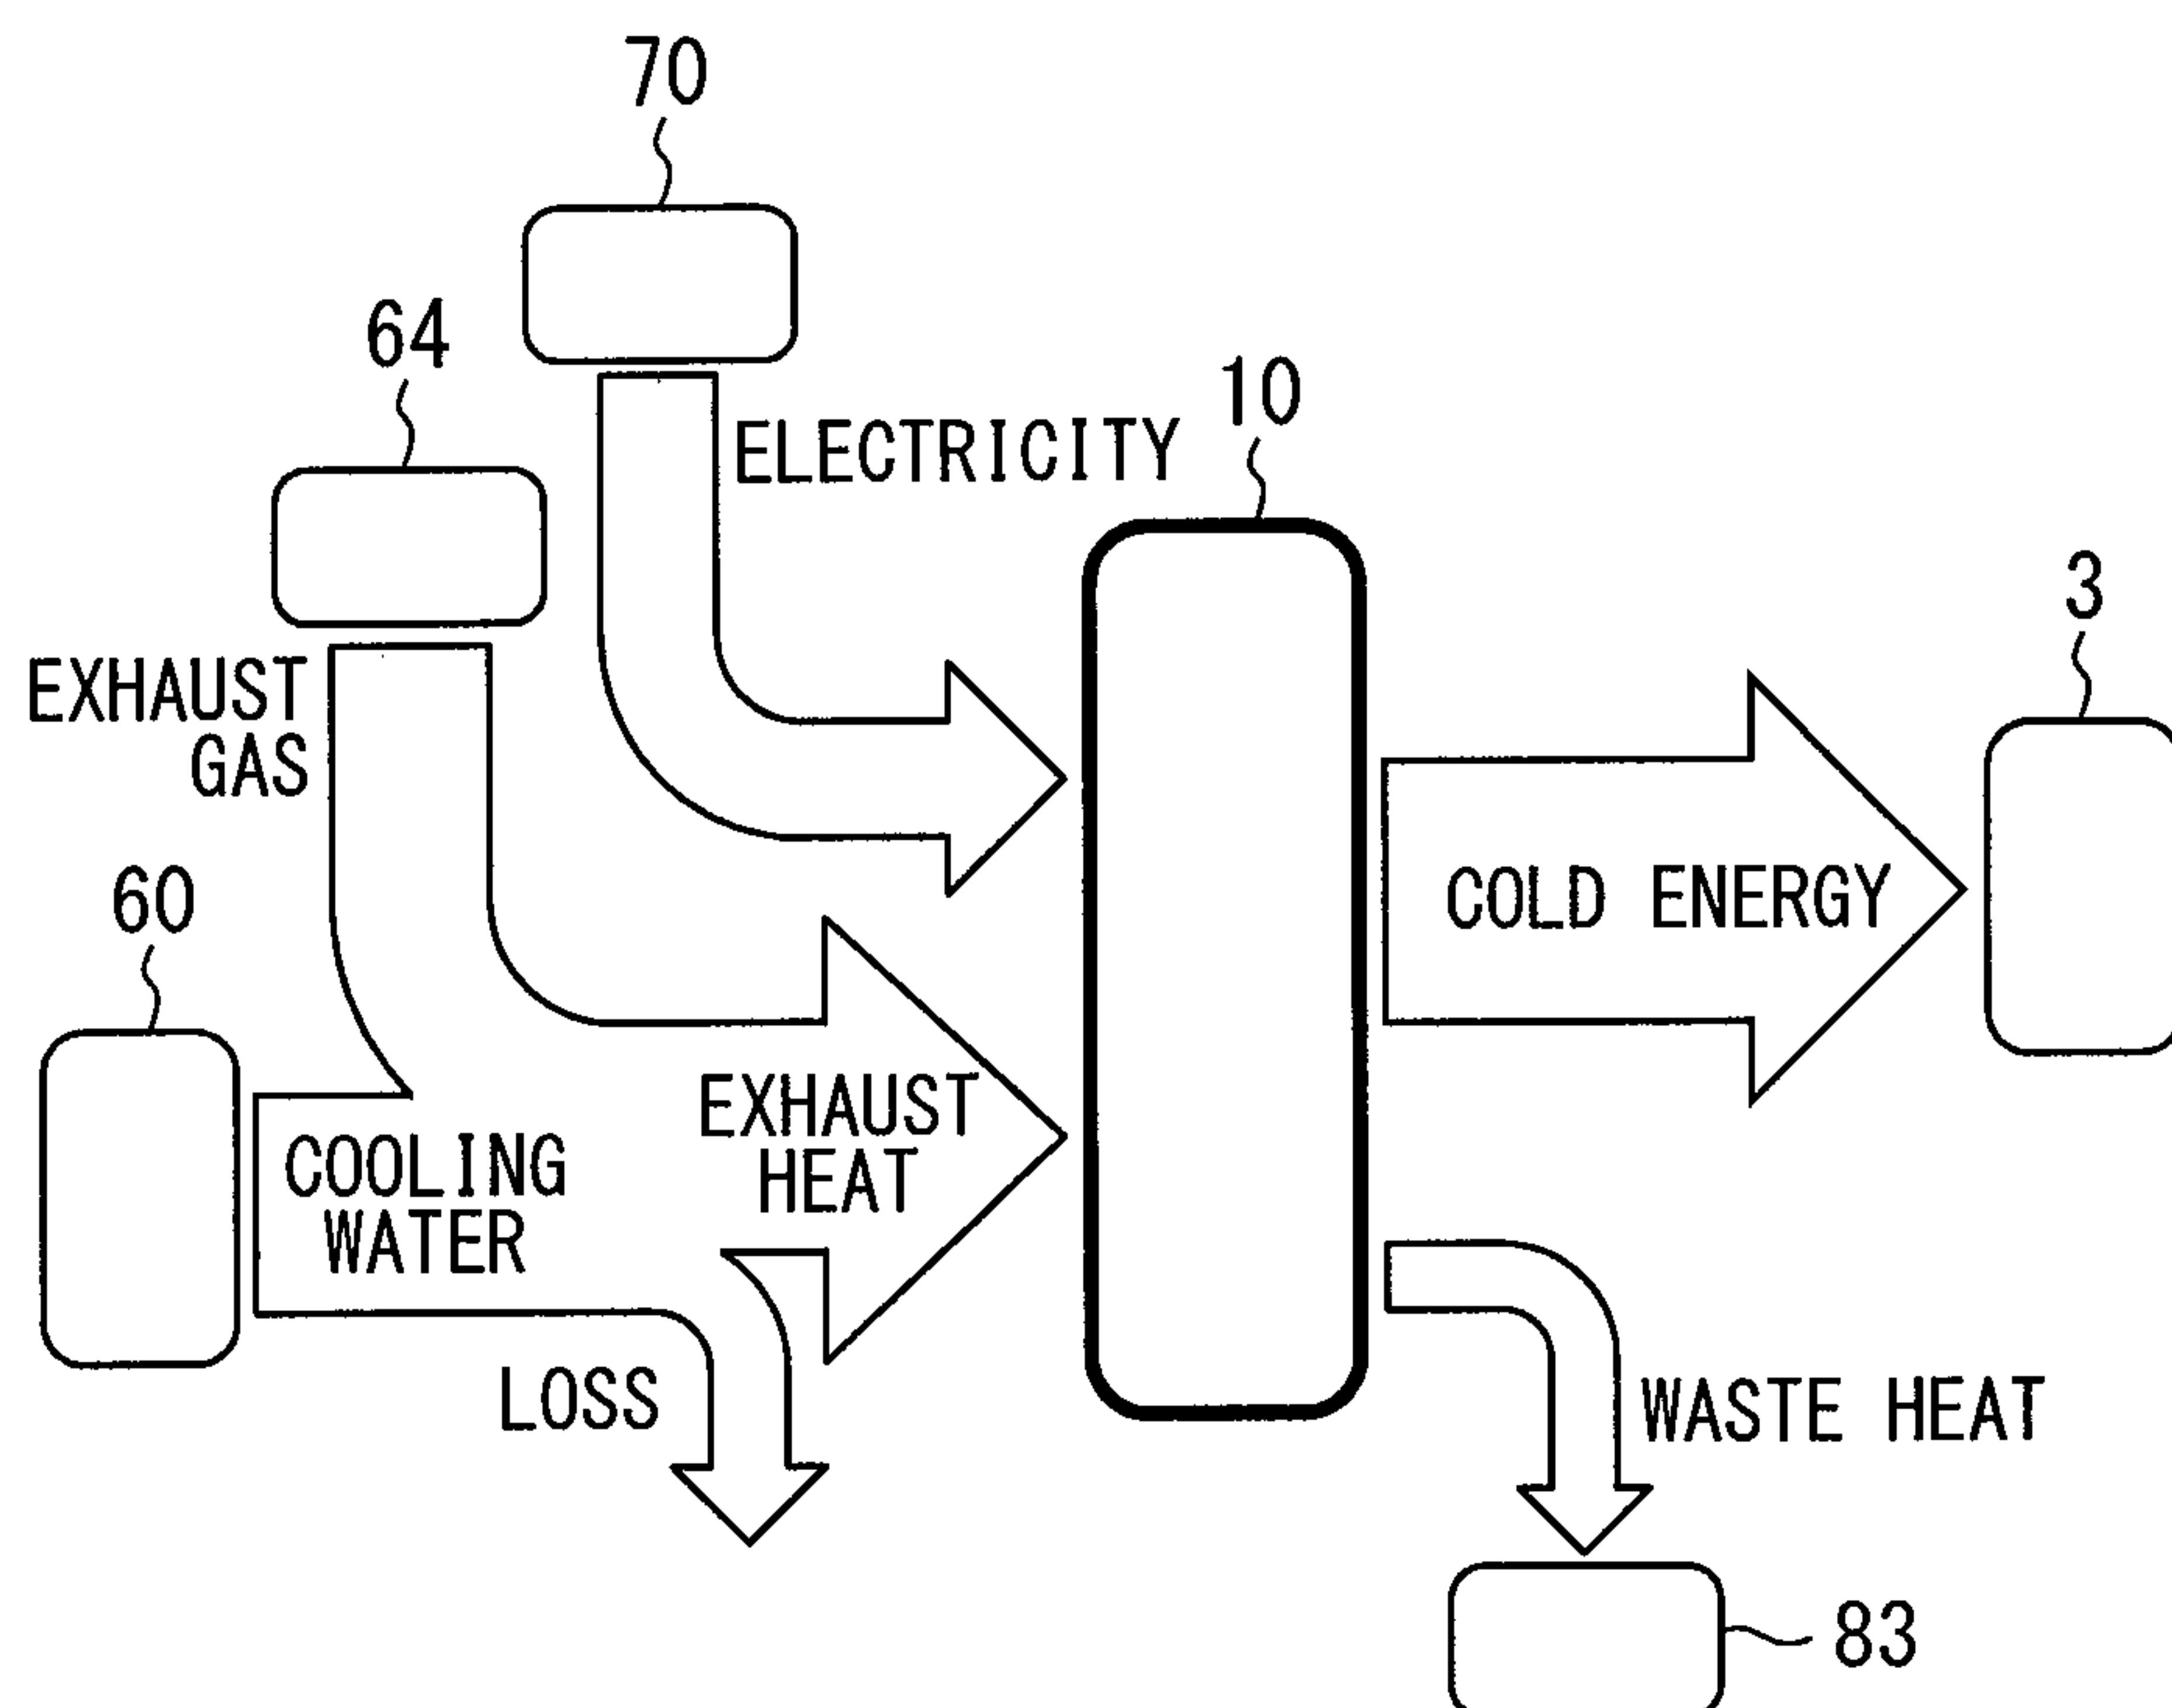 70
64
ELECTRICITY
10
3
EXHAUST
GAS
60
COLD ENERGY
EXHAUST
HEAT
COOLING
WATER
LOSS
WASTE HEAT
83